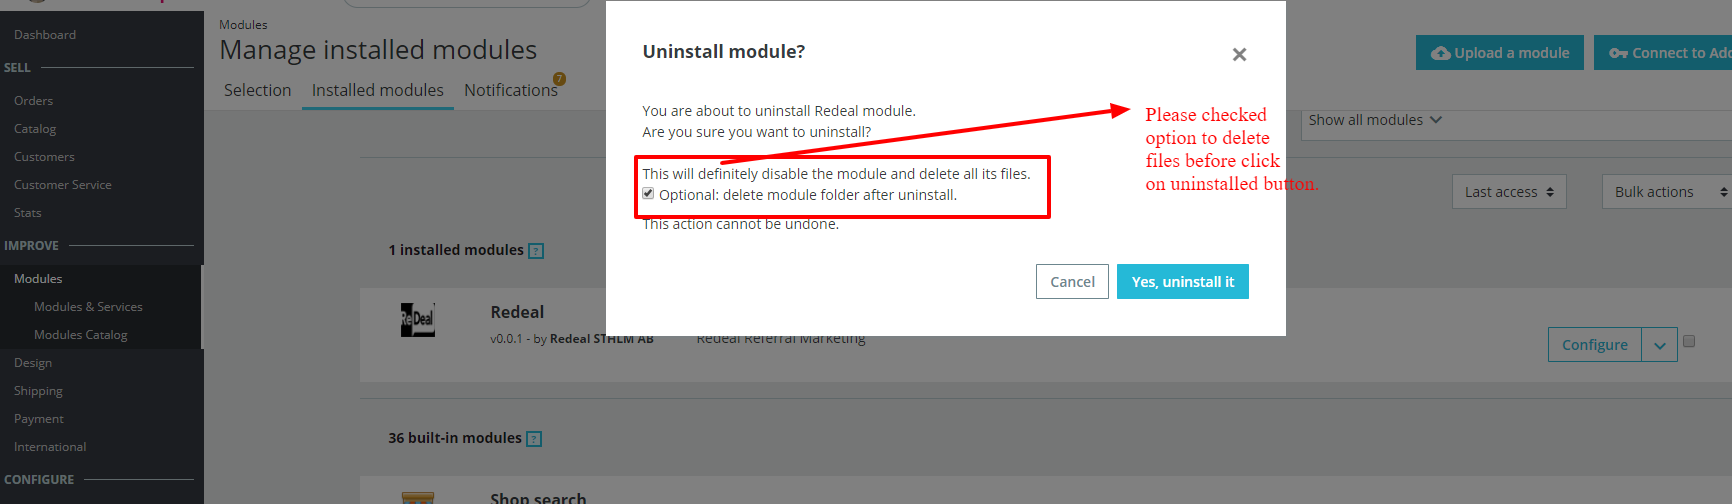 Dashboard
SELL
Orders
Catalog
Customers
Customer Service
Stats
IMPROVE
Modules
Modules & Services
Modules Catalog
Design
Shipping
Payment
International
CONFIGURE
Modules
Manage installed modules
Selection
Installed modules
Notifications
7
Upload a module
Connect to Add
Show all modules
Last access
Bulk actions
Uninstall module?
You are about to uninstall Redeal module.
Are you sure you want to uninstall?
This will definitely disable the module and delete all its files.
Optional: delete module folder after uninstall.
This action cannot be undone.
Cancel
Yes, uninstall it
Please checked
option to delete
files before click
on uninstalled button.
1 installed modules ?
ReDeal
Redeal
v0.0.1 - by Redeal STHLM AB
Redeal Referral Marketing
Configure
36 built-in modules ?
Shop search